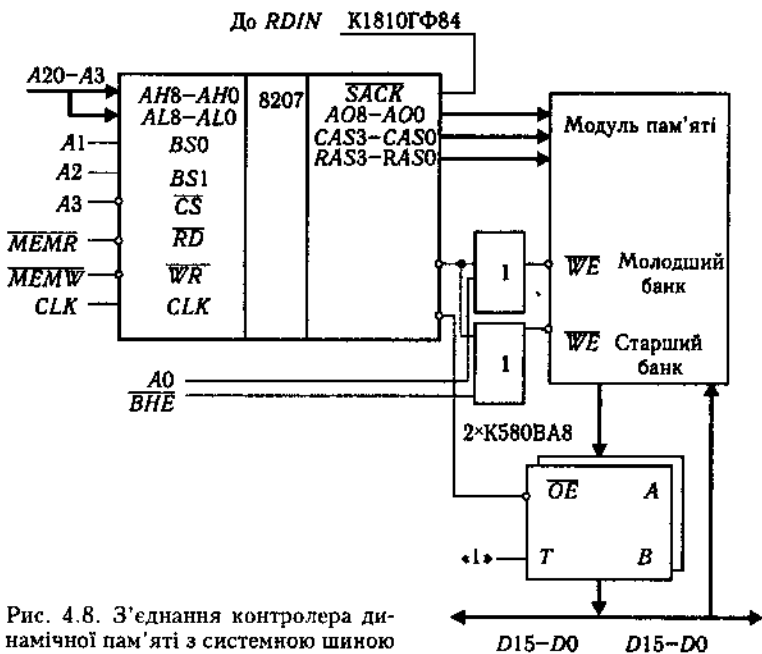 До RD/IN К1810ГФ84
A20–A3
AH8–AH0
AL8–AL0
8207
SACK
AO8–AO0
CAS3–CAS0
RAS3–RAS0
Модуль пам'яті
A1
BS0
A2
BS1
A3
CS
MEMR
RD
MEMW
WR
CLK
CLK
1
WE Молодший
банк
1
WE Старший
банк
A0
BHE
2×К580ВА8
OE A
«1»
T B
D15–D0 D15–D0
Рис. 4.8. З'єднання контролера ди-
намічної пам'яті з системною шиною